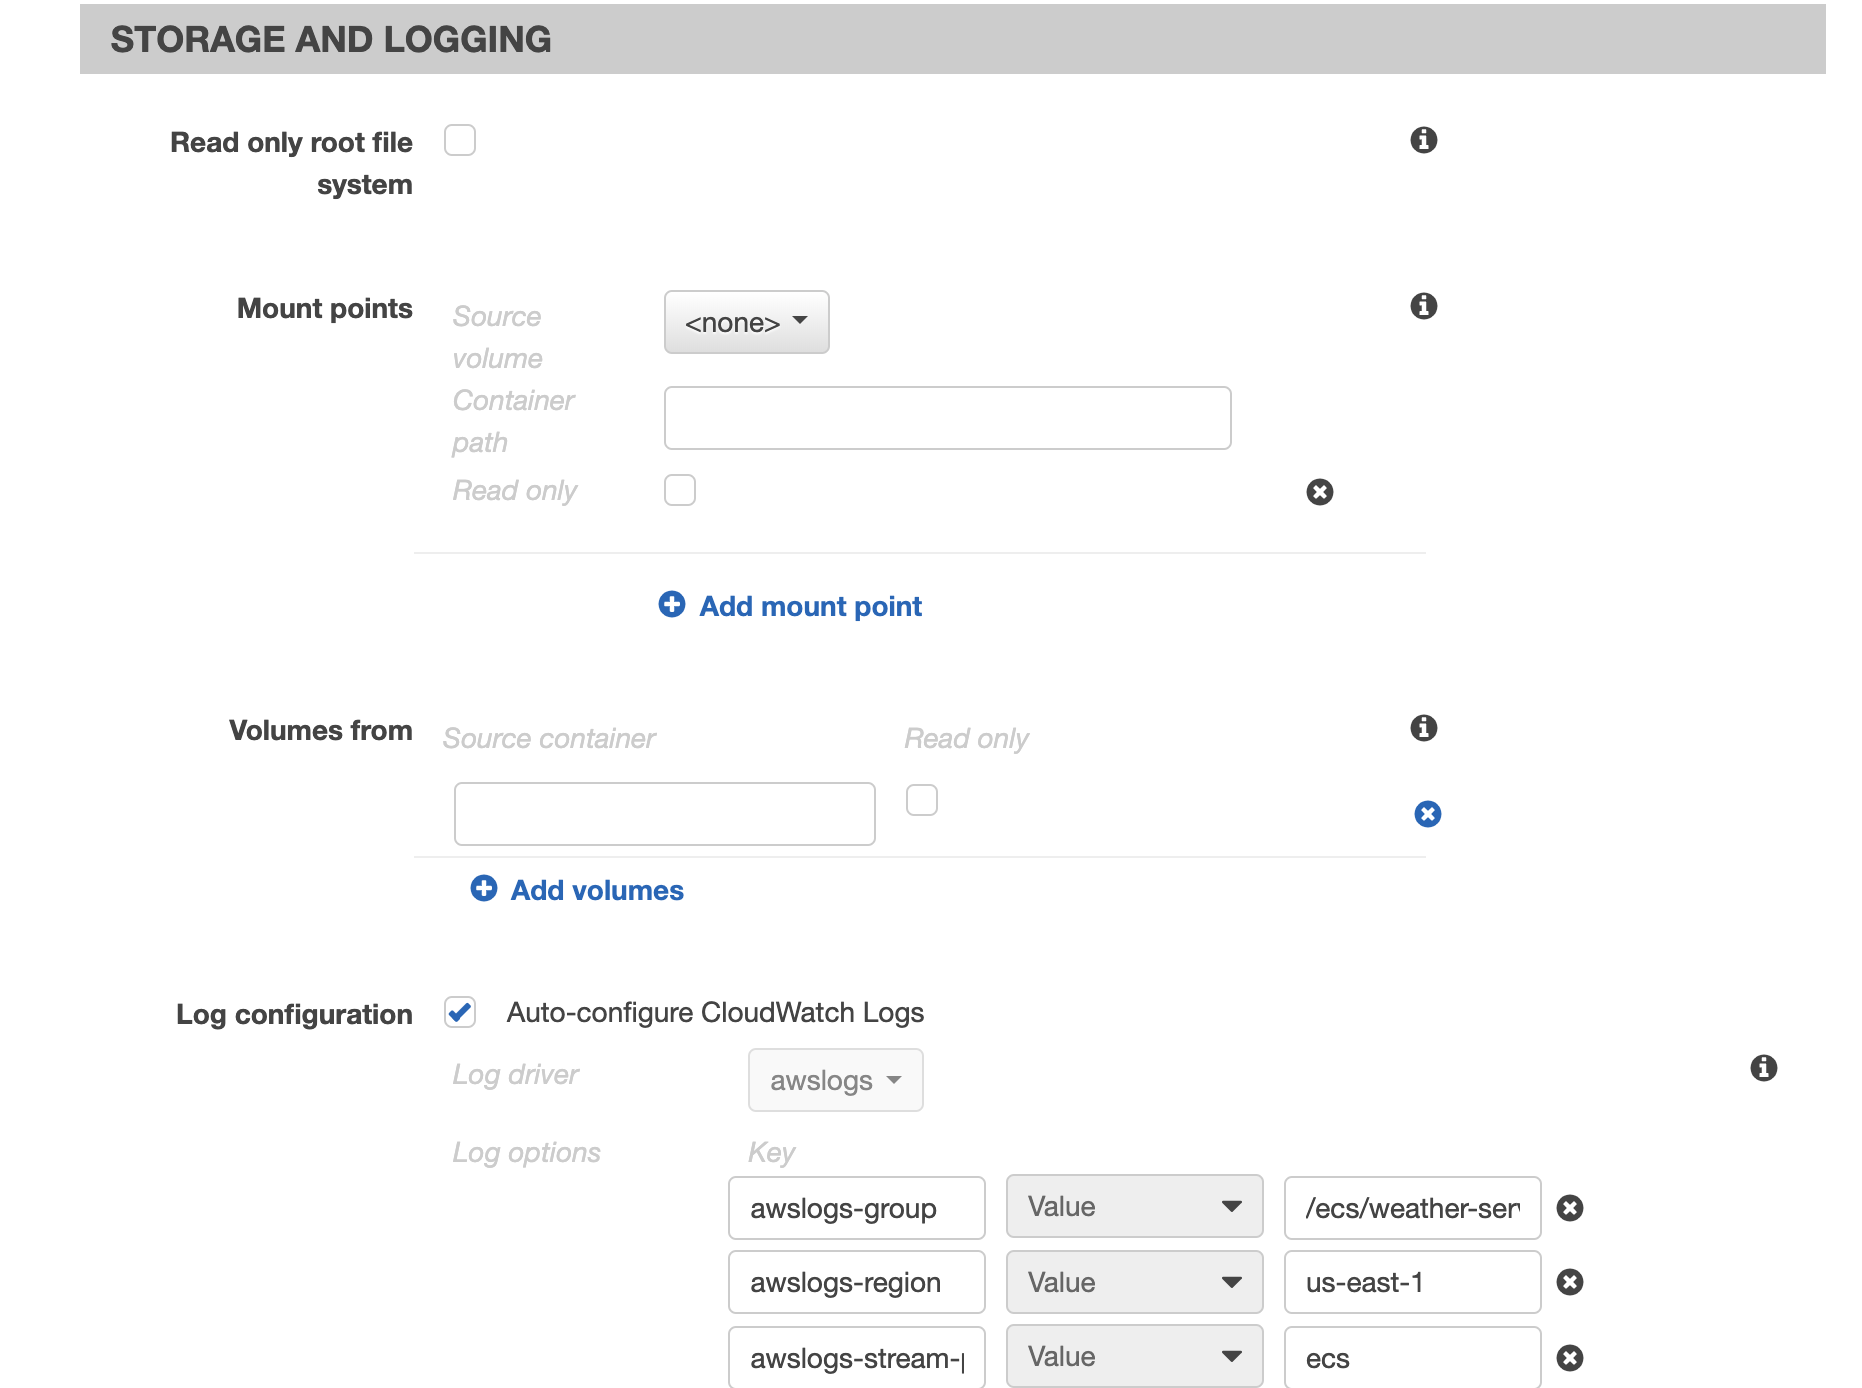 STORAGE AND LOGGING
Read only root file
system
Mount points
Source
volume
<none>
Container
path
Read only
Add mount point
Volumes from
Source container
Read only
Add volumes
Log configuration
Auto-configure CloudWatch Logs
Log driver
awslogs
Log options
Key
awslogs-group
Value
/ecs/weather-ser
awslogs-region
Value
us-east-1
awslogs-stream-
Value
ecs